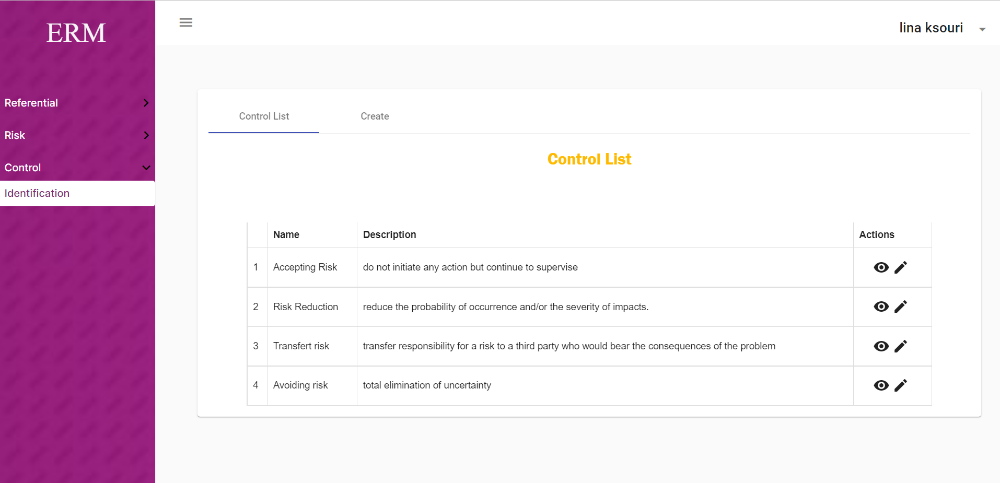 ERM
lina ksouri
Referential
Risk
Control
Identification
Control List Create
Control List
Name Description Actions
1 Accepting Risk do not initiate any action but continue to supervise
2 Risk Reduction reduce the probability of occurrence and/or the severity of impacts.
3 Transfert risk transfer responsibility for a risk to a third party who would bear the consequences of the problem
4 Avoiding risk total elimination of uncertainty